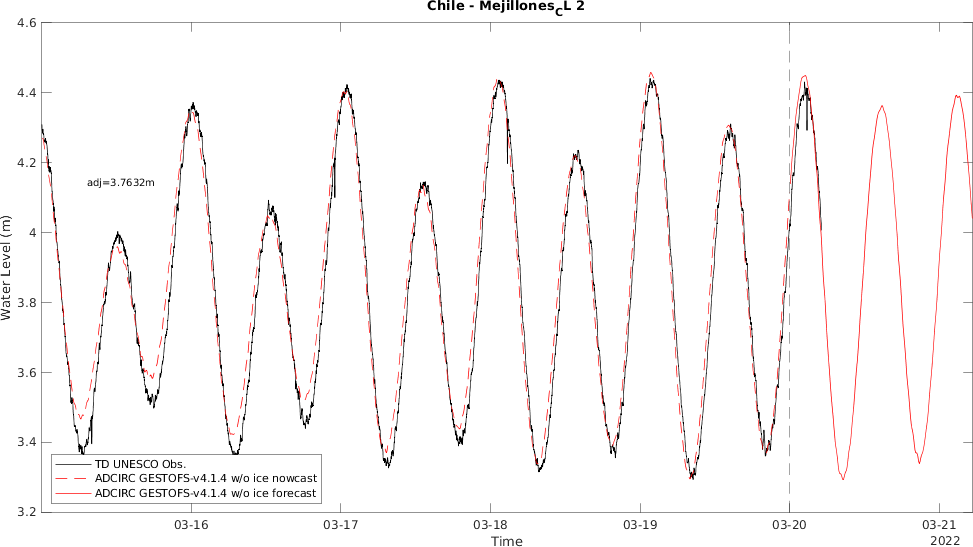 Chile - Mejillones_CL 2
4.6
4.4
4.2
4
3.8
3.6
3.4
3.2
Water Level (m)
adj=3.7632m
TD UNESCO Obs.
ADCIRC GESTOFS-v4.1.4 w/o ice nowcast
ADCIRC GESTOFS-v4.1.4 w/o ice forecast
03-16
03-17
03-18
03-19
03-20
03-21
Time
2022